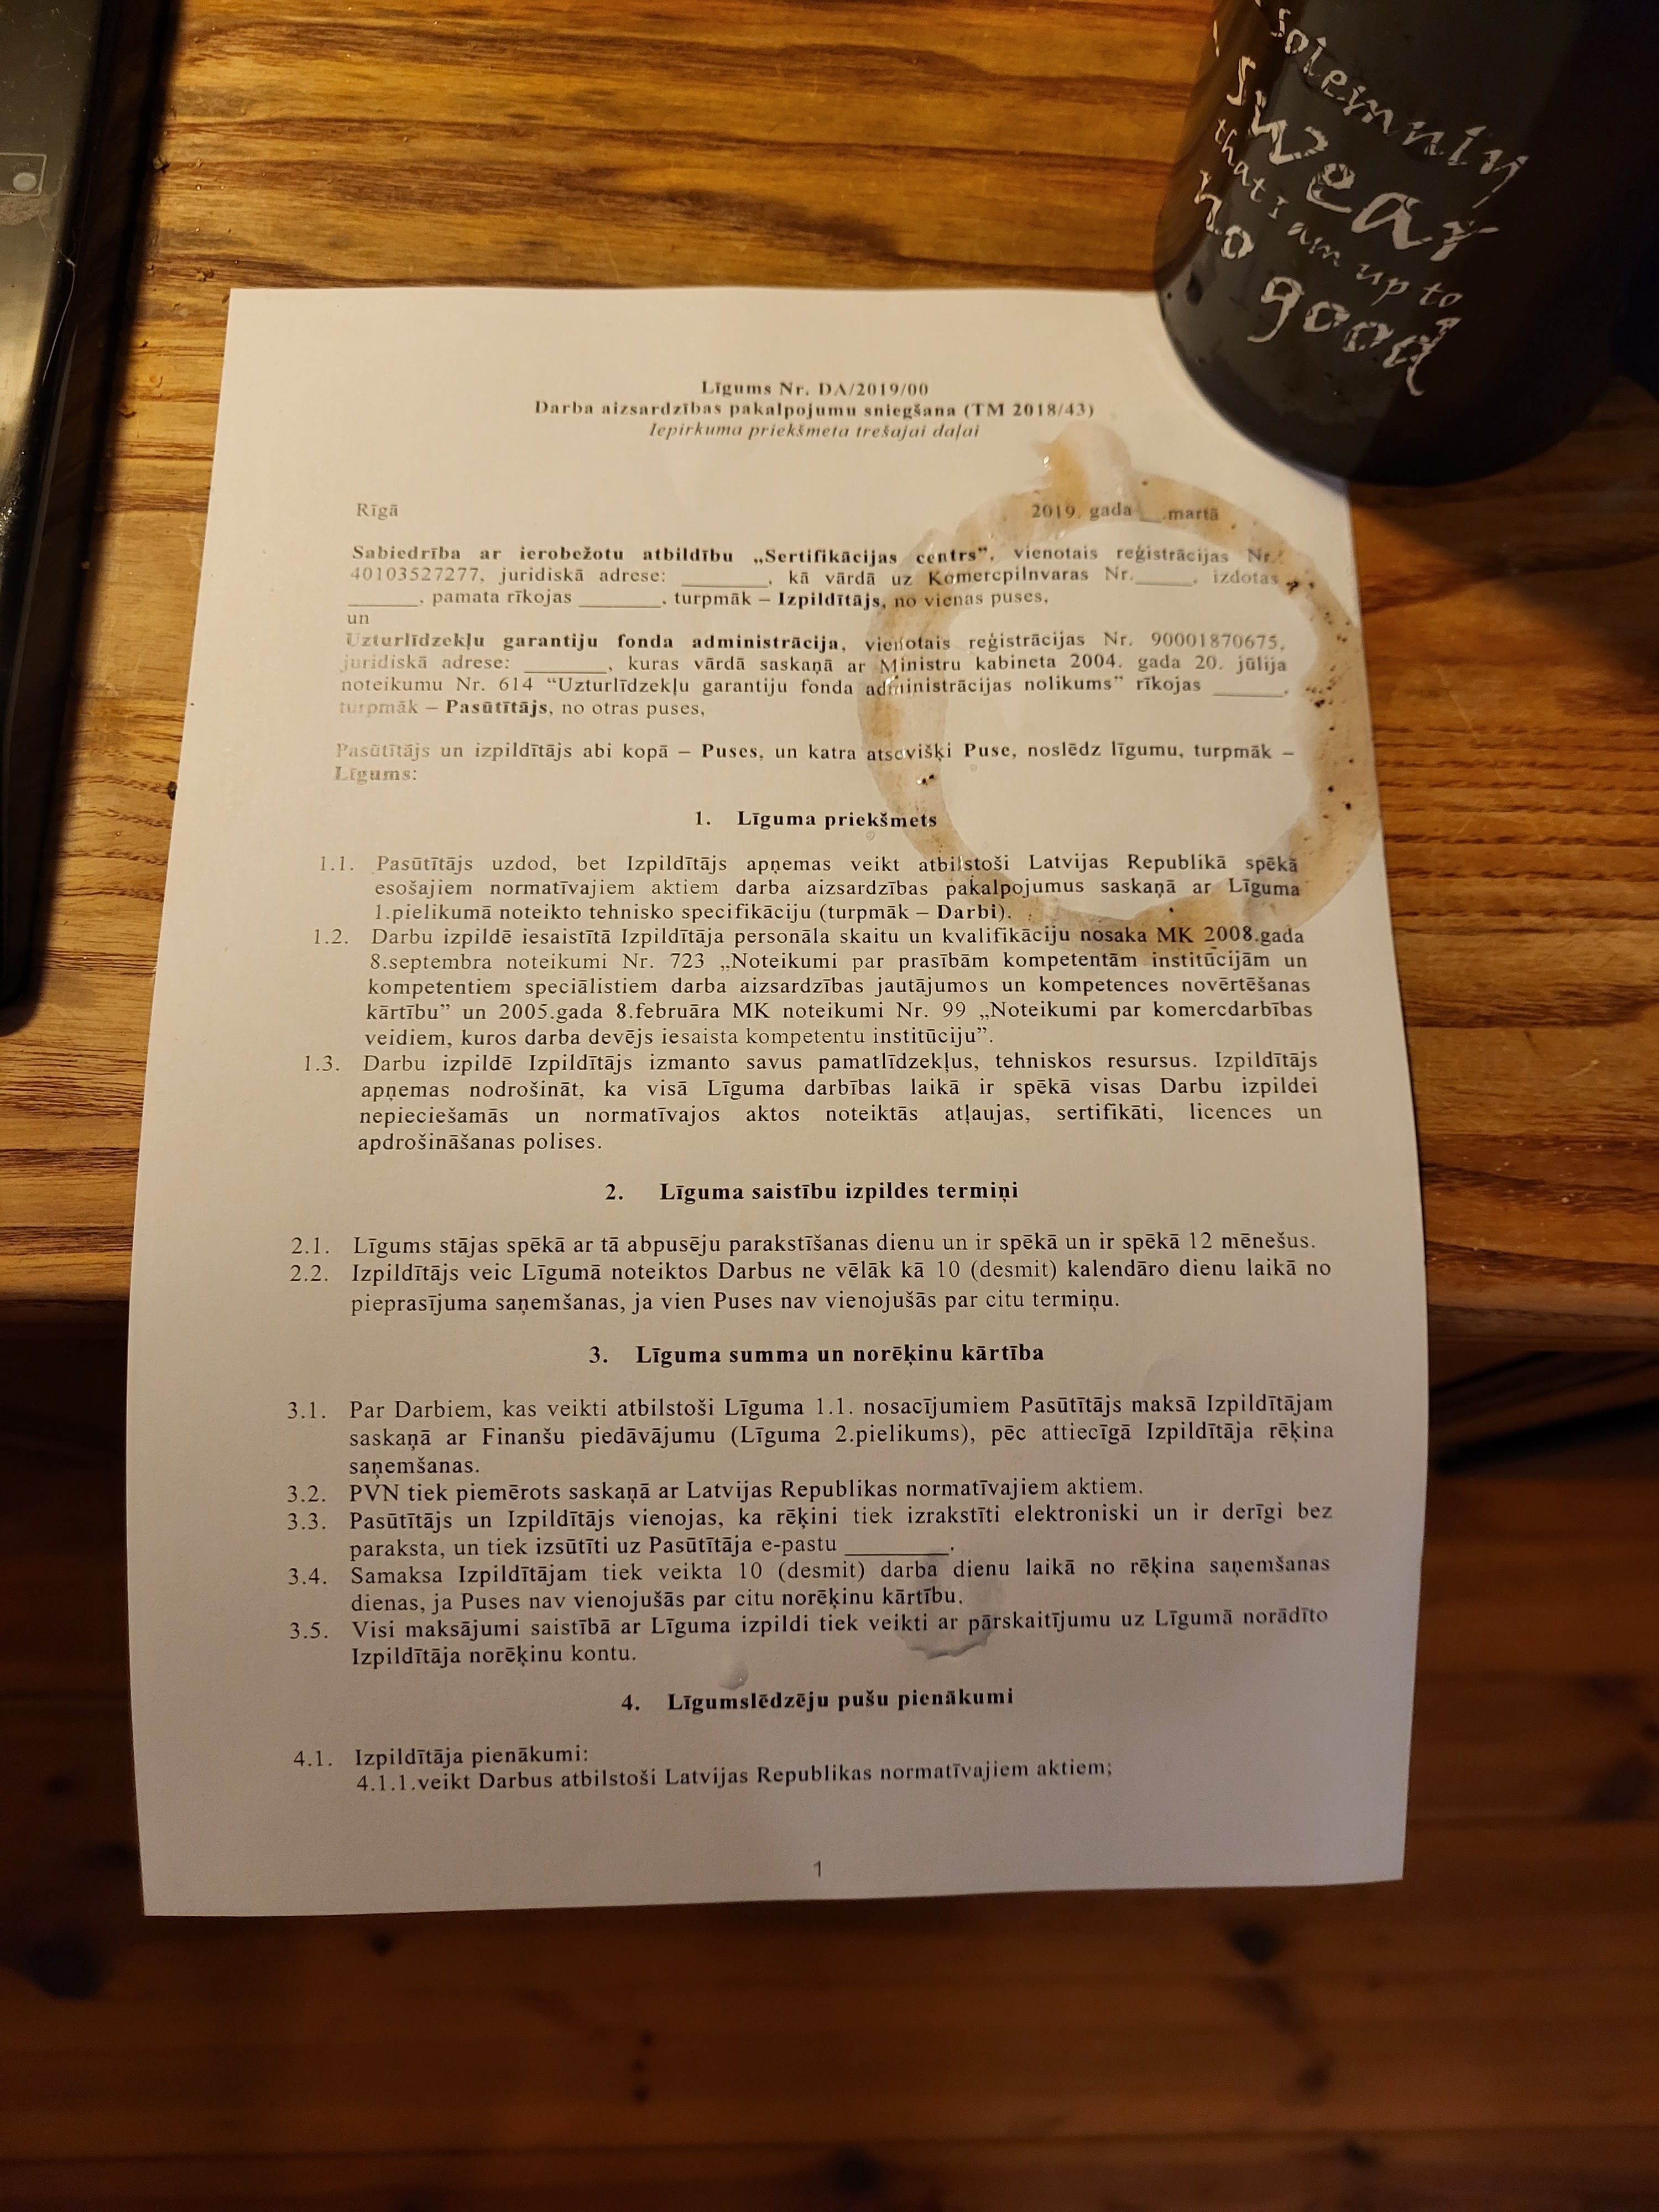 solemnly
swear
that I am up to
no
good
Līgums Nr. DA/2019/00
Darba aizsardzības pakalpojumu sniegšana (TM 2018/43)
Iepirkuma priekšmeta trešajai daļai
Rīgā 2019. gada __.martā
Sabiedrība ar ierobežotu atbildību „Sertifikācijas centrs”, vienotais reģistrācijas Nr.
40103527277, juridiskā adrese: _______, kā vārdā uz Komercpilnvaras Nr._____, izdotas
______, pamata rīkojas _______, turpmāk – Izpildītājs, no vienas puses,
un
Uzturlīdzekļu garantiju fonda administrācija, vienotais reģistrācijas Nr. 90001870675,
juridiskā adrese: _______, kuras vārdā saskaņā ar Ministru kabineta 2004. gada 20. jūlija
noteikumu Nr. 614 “Uzturlīdzekļu garantiju fonda administrācijas nolikums” rīkojas ______,
turpmāk – Pasūtītājs, no otras puses,
Pasūtītājs un izpildītājs abi kopā – Puses, un katra atsevišķi Puse, noslēdz līgumu, turpmāk –
Līgums:
1. Līguma priekšmets
1.1. Pasūtītājs uzdod, bet Izpildītājs apņemas veikt atbilstoši Latvijas Republikā spēkā
esošajiem normatīvajiem aktiem darba aizsardzības pakalpojumus saskaņā ar Līguma
1.pielikumā noteikto tehnisko specifikāciju (turpmāk – Darbi).
1.2. Darbu izpildē iesaistītā Izpildītāja personāla skaitu un kvalifikāciju nosaka MK 2008.gada
8.septembra noteikumi Nr. 723 „Noteikumi par prasībām kompetentām institūcijām un
kompetentiem speciālistiem darba aizsardzības jautājumos un kompetences novērtēšanas
kārtību” un 2005.gada 8.februāra MK noteikumi Nr. 99 „Noteikumi par komercdarbības
veidiem, kuros darba devējs iesaista kompetentu institūciju”.
1.3. Darbu izpildē Izpildītājs izmanto savus pamatlīdzekļus, tehniskos resursus. Izpildītājs
apņemas nodrošināt, ka visā Līguma darbības laikā ir spēkā visas Darbu izpildei
nepieciešamās un normatīvajos aktos noteiktās atļaujas, sertifikāti, licences un
apdrošināšanas polises.
2. Līguma saistību izpildes termiņi
2.1. Līgums stājas spēkā ar tā abpusēju parakstīšanas dienu un ir spēkā un ir spēkā 12 mēnešus.
2.2. Izpildītājs veic Līgumā noteiktos Darbus ne vēlāk kā 10 (desmit) kalendāro dienu laikā no
pieprasījuma saņemšanas, ja vien Puses nav vienojušās par citu termiņu.
3. Līguma summa un norēķinu kārtība
3.1. Par Darbiem, kas veikti atbilstoši Līguma 1.1. nosacījumiem Pasūtītājs maksā Izpildītājam
saskaņā ar Finanšu piedāvājumu (Līguma 2.pielikums), pēc attiecīgā Izpildītāja rēķina
saņemšanas.
3.2. PVN tiek piemērots saskaņā ar Latvijas Republikas normatīvajiem aktiem.
3.3. Pasūtītājs un Izpildītājs vienojas, ka rēķini tiek izrakstīti elektroniski un ir derīgi bez
paraksta, un tiek izsūtīti uz Pasūtītāja e-pastu ________.
3.4. Samaksa Izpildītājam tiek veikta 10 (desmit) darba dienu laikā no rēķina saņemšanas
dienas, ja Puses nav vienojušās par citu norēķinu kārtību.
3.5. Visi maksājumi saistībā ar Līguma izpildi tiek veikti ar pārskaitījumu uz Līgumā norādīto
Izpildītāja norēķinu kontu.
4. Līgumslēdzēju pušu pienākumi
4.1. Izpildītāja pienākumi:
4.1.1.veikt Darbus atbilstoši Latvijas Republikas normatīvajiem aktiem;
1